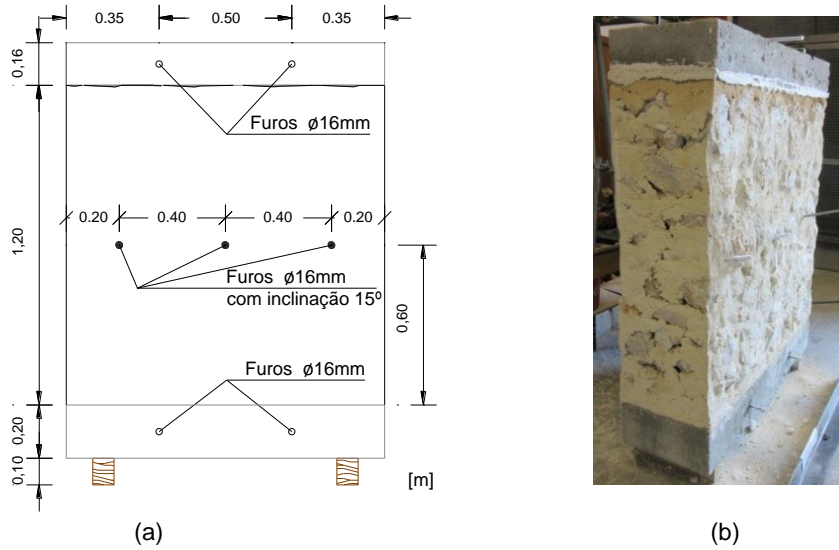 0.35 0.50 0.35
0,16
Furos ø16mm
1,20
0.20 0.40 0.40 0.20
Furos ø16mm
com inclinação 15º
0,60
Furos ø16mm
0,20
0,10
[m]
(a) (b)